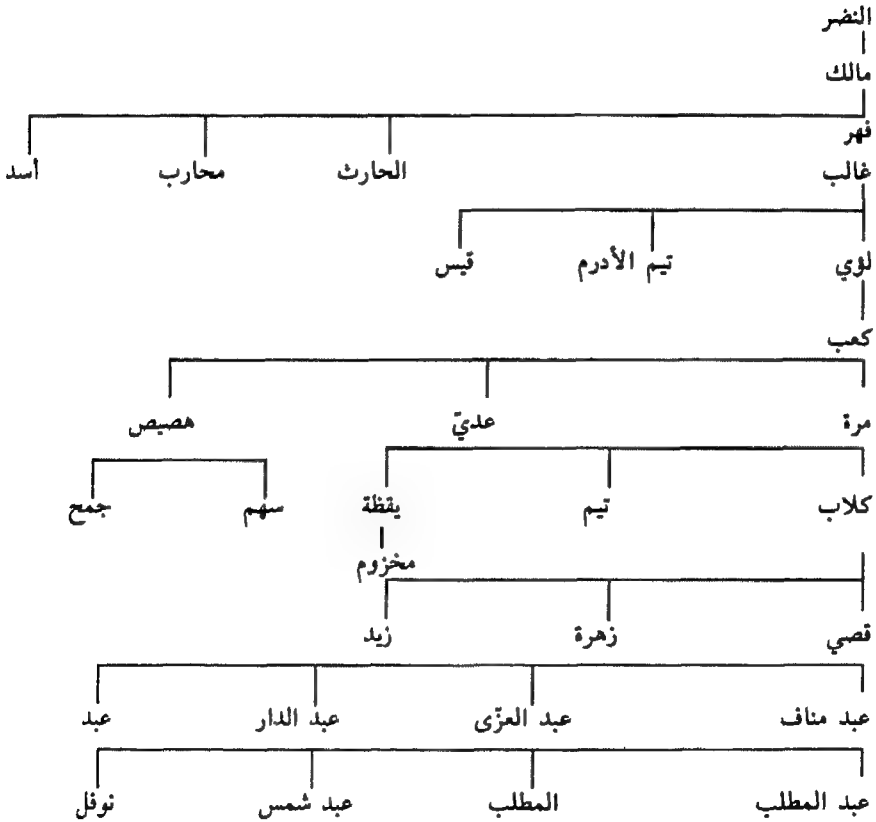 النضر
مالك
فهر
غالب الحارث محارب أسد
لؤي تيم الأدرم قيس
كعب
مرة عديّ هصيص
كلاب تيم يقظة سهم جمح
مخزوم
قصي زهرة زيد
عبد مناف عبد العزّى عبد الدار عبد
عبد المطلب المطلب عبد شمس نوفل